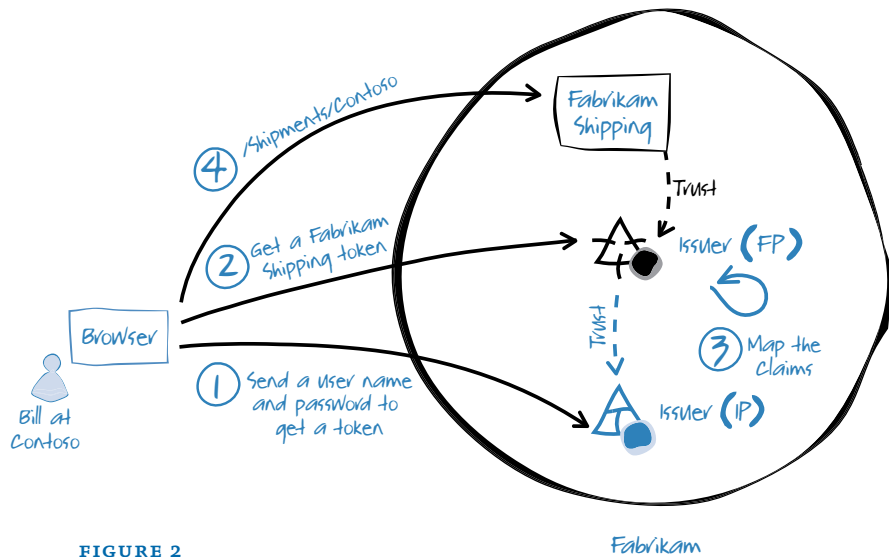 Fabrikam
Shipping
/Shipments/Contoso
4
Trust
2
Get a Fabrikam
Shipping token
Issuer (FP)
Browser
Trust
3
Map the
Claims
1
Send a user name
and password to
get a token
Issuer (IP)
Bill at
Contoso
FIGURE 2
Fabrikam